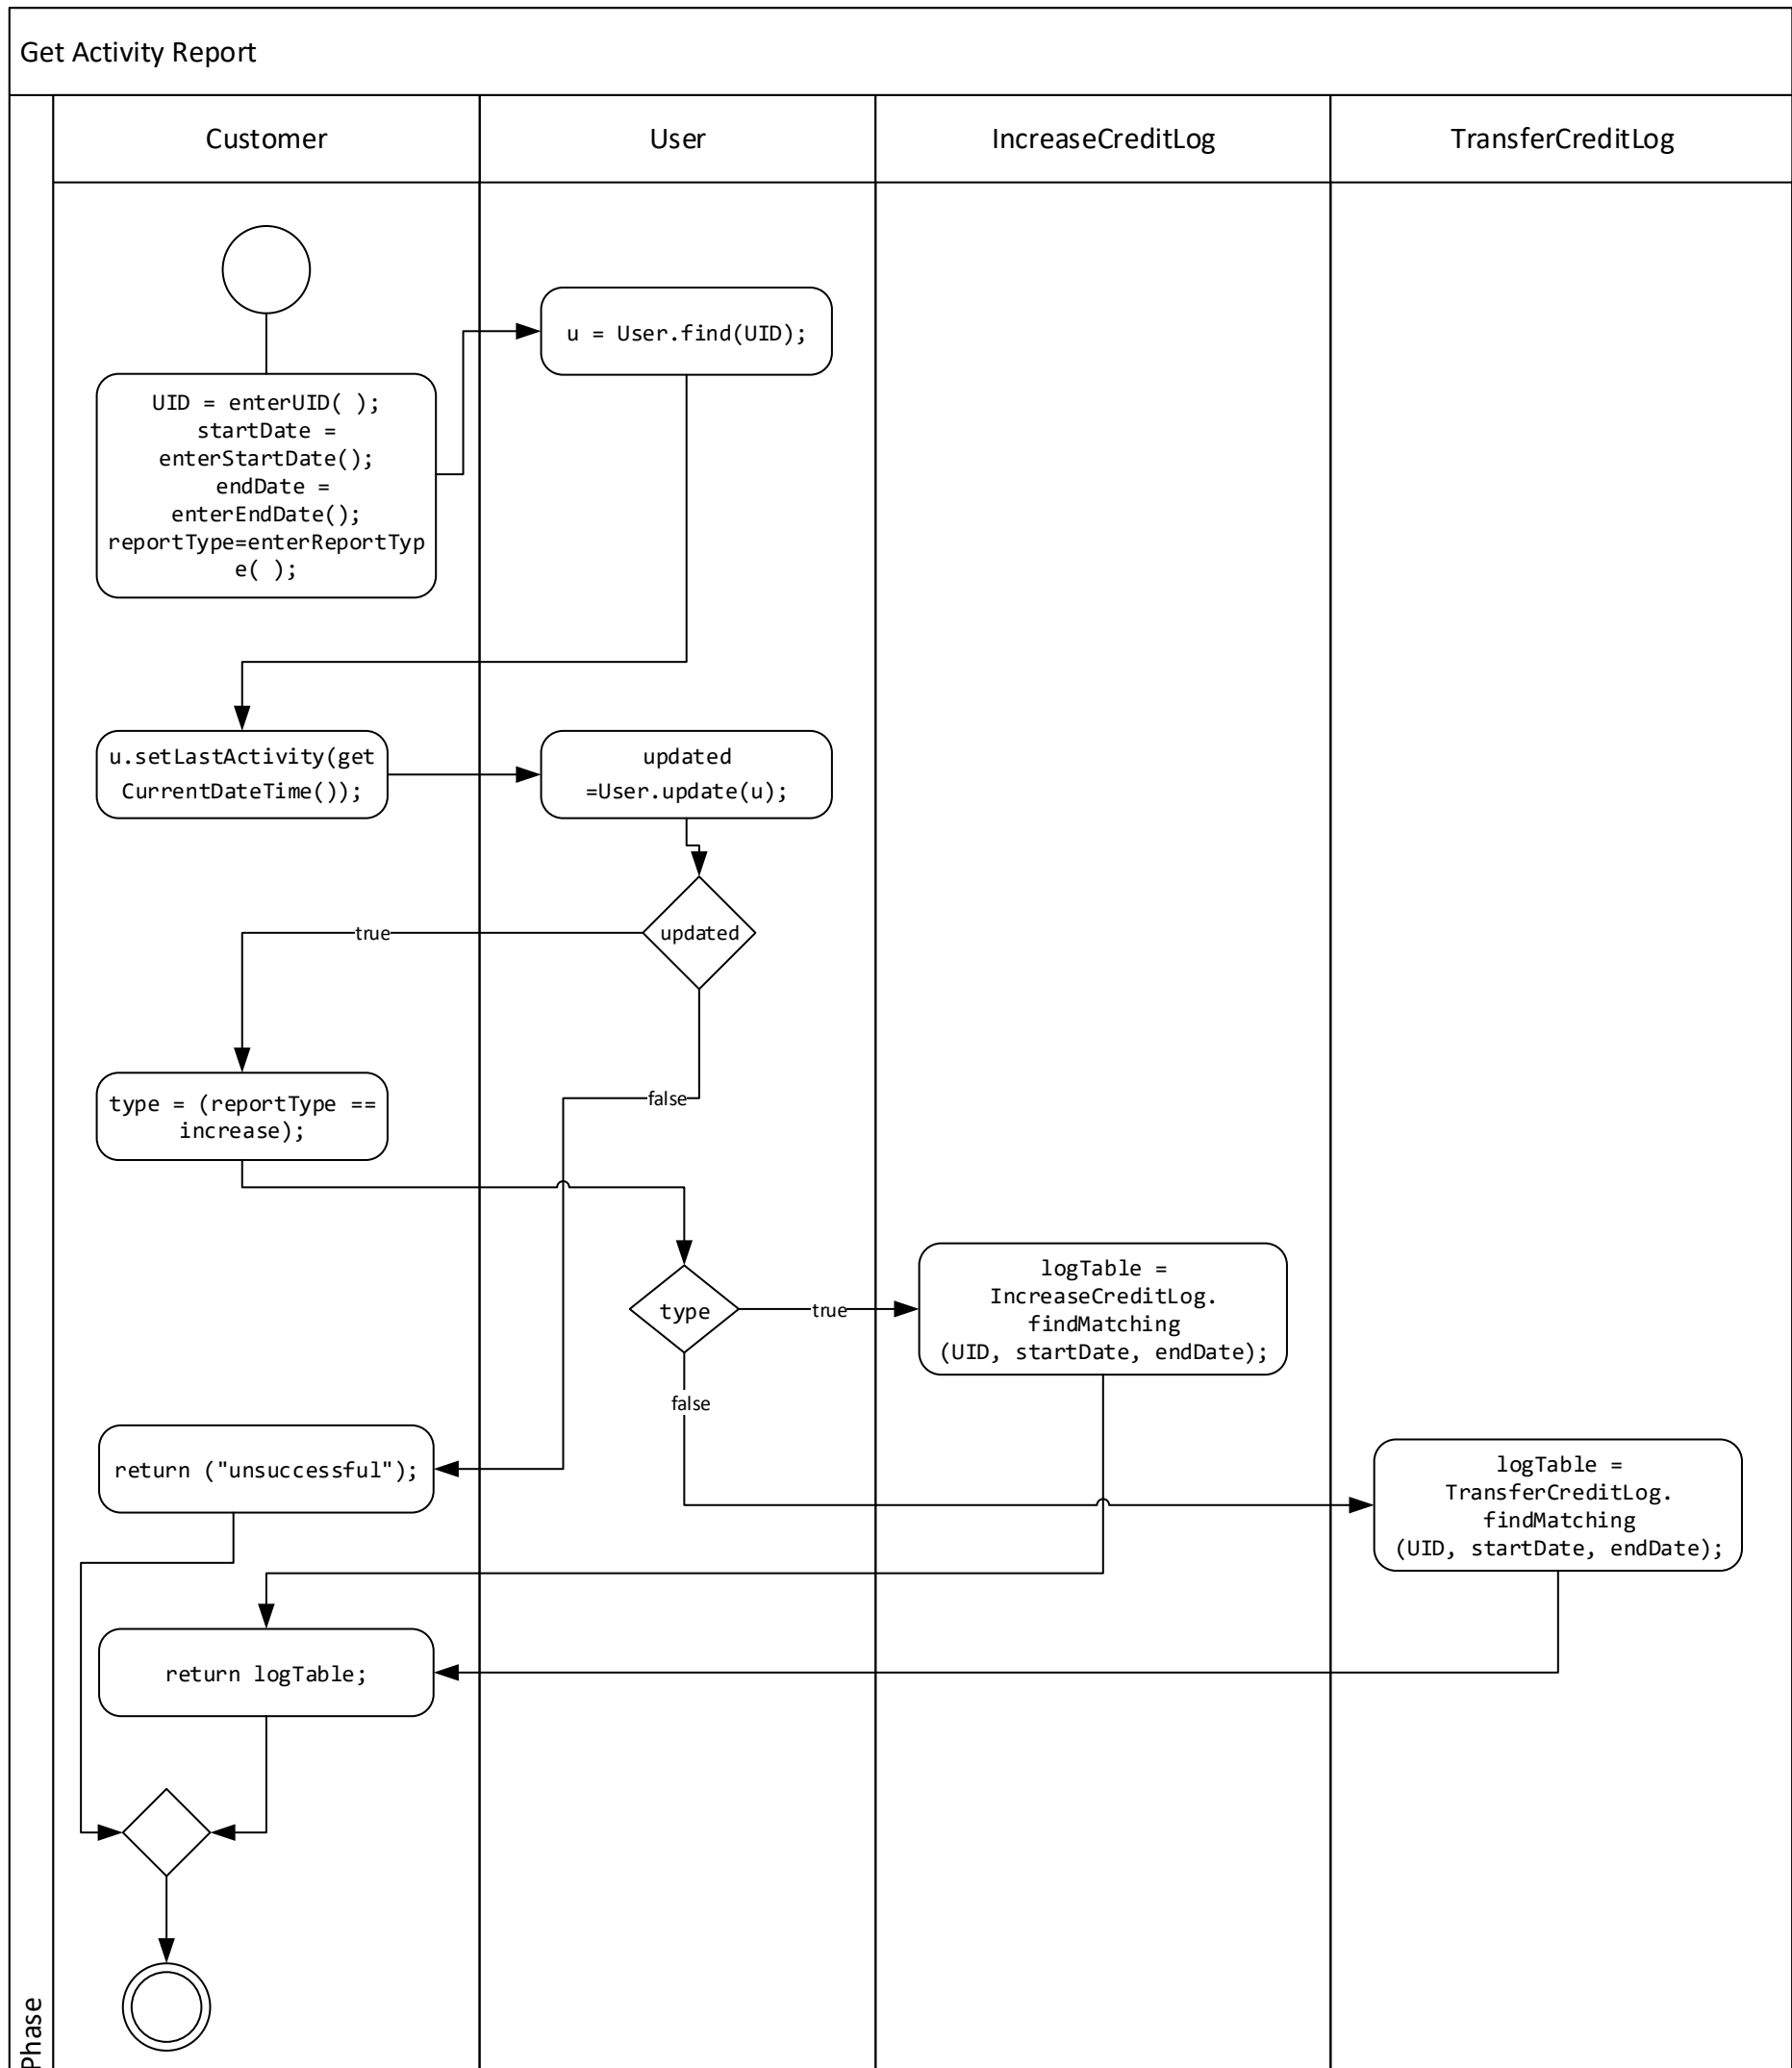 Get Activity Report
Customer
User
IncreaseCreditLog
TransferCreditLog
u = User.find(UID);
UID = enterUID( );
startDate =
enterStartDate();
endDate =
enterEndDate();
reportType=enterReportTyp
e( );
u.setLastActivity(get
CurrentDateTime());
updated
=User.update(u);
updated
true
false
type = (reportType ==
increase);
type
true
false
logTable =
IncreaseCreditLog.
findMatching
(UID, startDate, endDate);
return ("unsuccessful");
logTable =
TransferCreditLog.
findMatching
(UID, startDate, endDate);
return logTable;
Phase